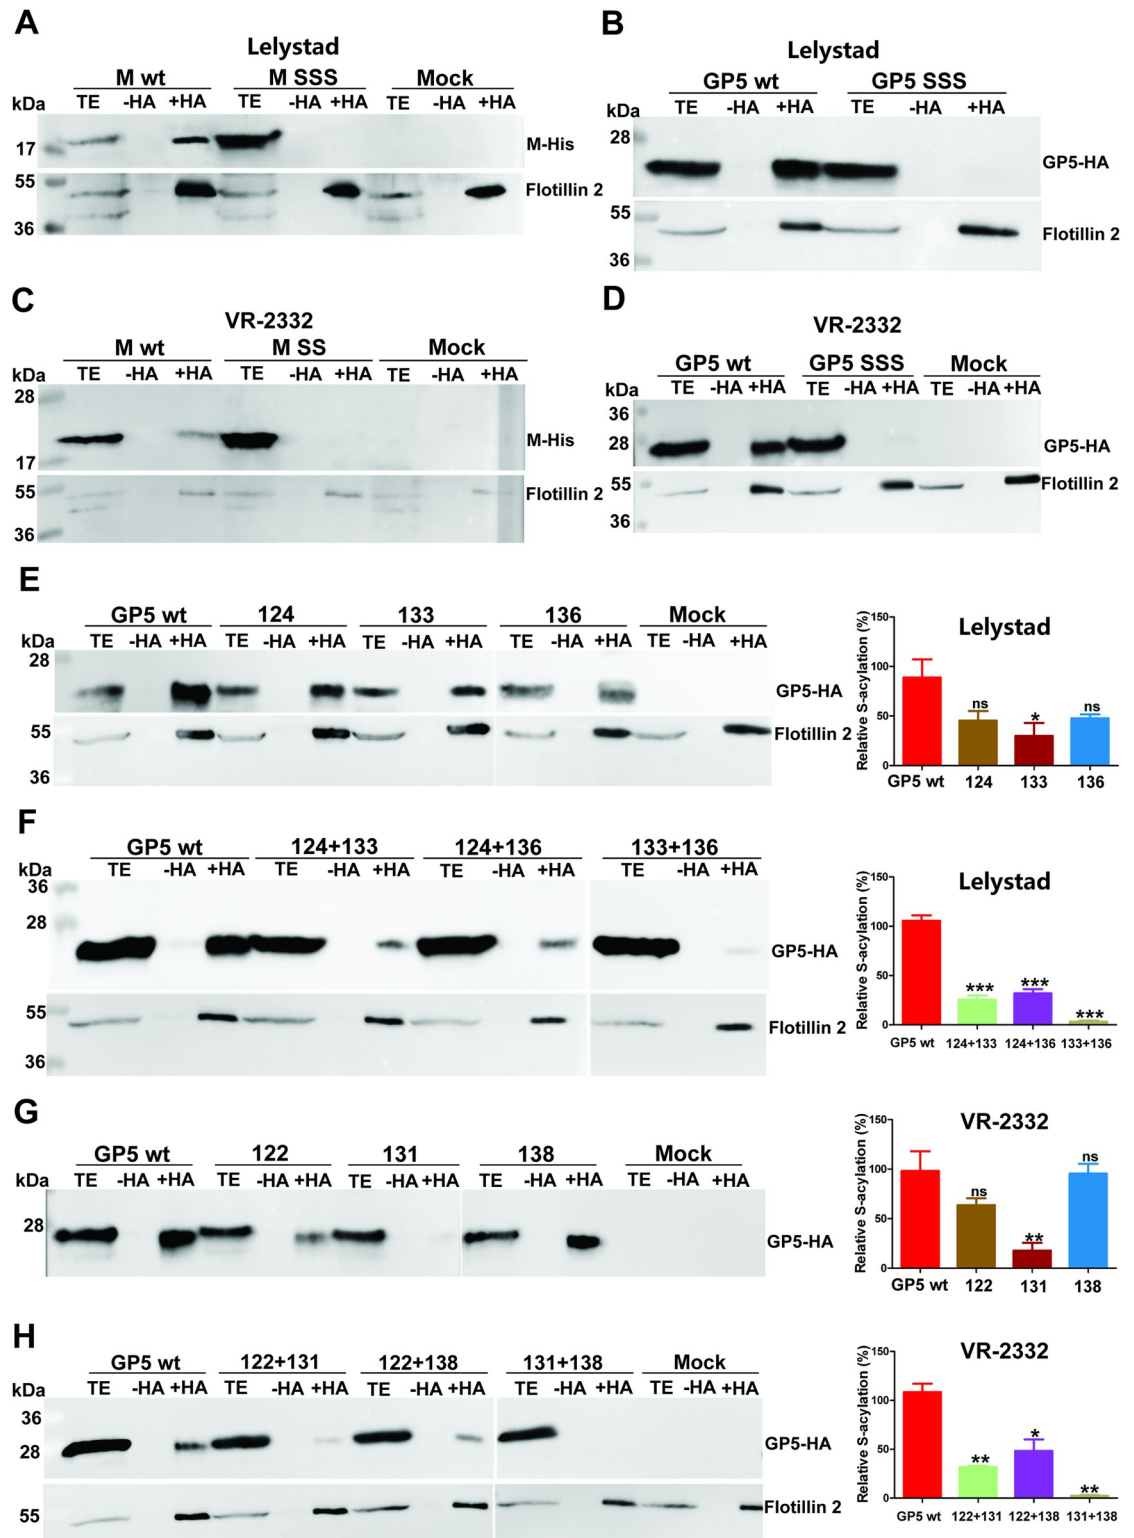 A
Lelystad
M wt M SSS Mock
kDa TE -HA +HA TE -HA +HA TE -HA +HA
17 M-His
55 Flotillin 2
36
B
Lelystad
GP5 wt GP5 SSS
kDa TE -HA +HA TE -HA +HA
28 GP5-HA
55 Flotillin 2
36
C
VR-2332
M wt M SS Mock
kDa TE -HA +HA TE -HA +HA TE -HA +HA
28
M-His
17
55 Flotillin 2
36
D
VR-2332
GP5 wt GP5 SSS Mock
kDa TE -HA +HA TE -HA +HA TE -HA +HA
36
28 GP5-HA
55 Flotillin 2
36
E
GP5 wt 124 133 136 Mock
kDa TE -HA +HA TE -HA +HA TE -HA +HA TE -HA +HA TE -HA +HA
28
GP5-HA
55 Flotillin 2
36
Lelystad
Relative S-acylation (%)
150
100
50
0
ns * ns
GP5 wt 124 133 136
F
GP5 wt 124+133 124+136 133+136
kDa TE -HA +HA TE -HA +HA TE -HA +HA TE -HA +HA
36
28
GP5-HA
55
Flotillin 2
36
Lelystad
Relative S-acylation (%)
150
100
50
0
*** *** ***
GP5 wt 124+133 124+136 133+136
G
GP5 wt 122 131 138 Mock
kDa TE -HA +HA TE -HA +HA TE -HA +HA TE -HA +HA TE -HA +HA
28
GP5-HA
VR-2332
Relative S-acylation (%)
150
100
50
0
ns ** ns
GP5 wt 122 131 138
H
GP5 wt 122+131 122+138 131+138 Mock
kDa TE -HA +HA TE -HA +HA TE -HA +HA TE -HA +HA TE -HA +HA
36
28 GP5-HA
55 Flotillin 2
VR-2332
Relative S-acylation (%)
150
100
50
0
** * **
GP5 wt 122+131 122+138 131+138